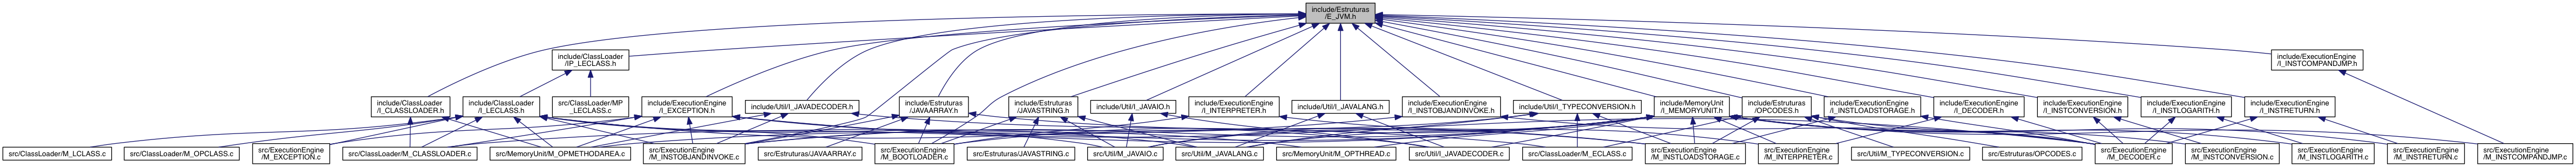 include/Estruturas
/E_JVM.h
include/ClassLoader
/IP_LECLASS.h
include/ExecutionEngine
/I_INSTCOMPANDJMP.h
include/ClassLoader
/I_CLASSLOADER.h
include/ClassLoader
/I_LECLASS.h
src/ClassLoader/MP
_LECLASS.c
include/ExecutionEngine
/I_EXCEPTION.h
include/Util/I_JAVADECODER.h
include/Estruturas
/JAVAARRAY.h
include/Estruturas
/JAVASTRING.h
include/Util/I_JAVAIO.h
include/ExecutionEngine
/I_INTERPRETER.h
include/Util/I_JAVALANG.h
include/ExecutionEngine
/I_INSTOBJANDINVOKE.h
include/Util/I_TYPECONVERSION.h
include/MemoryUnit
/I_MEMORYUNIT.h
include/Estruturas
/OPCODES.h
include/ExecutionEngine
/I_INSTLOADSTORAGE.h
include/ExecutionEngine
/I_DECODER.h
include/ExecutionEngine
/I_INSTCONVERSION.h
include/ExecutionEngine
/I_INSTLOGARITH.h
include/ExecutionEngine
/I_INSTRETURN.h
src/ClassLoader/M_LCLASS.c
src/ClassLoader/M_OPCLASS.c
src/ExecutionEngine
/M_EXCEPTION.c
src/ClassLoader/M_CLASSLOADER.c
src/MemoryUnit/M_OPMETHODAREA.c
src/ExecutionEngine
/M_INSTOBJANDINVOKE.c
src/Estruturas/JAVAARRAY.c
src/ExecutionEngine
/M_BOOTLOADER.c
src/Estruturas/JAVASTRING.c
src/Util/M_JAVAIO.c
src/Util/M_JAVALANG.c
src/MemoryUnit/M_OPTHREAD.c
src/Util/I_JAVADECODER.c
src/ClassLoader/M_ECLASS.c
src/ExecutionEngine
/M_INSTLOADSTORAGE.c
src/ExecutionEngine
/M_INTERPRETER.c
src/Util/M_TYPECONVERSION.c
src/Estruturas/OPCODES.c
src/ExecutionEngine
/M_DECODER.c
src/ExecutionEngine
/M_INSTCONVERSION.c
src/ExecutionEngine
/M_INSTLOGARITH.c
src/ExecutionEngine
/M_INSTRETURN.c
src/ExecutionEngine
/M_INSTCOMPANDJUMP.c